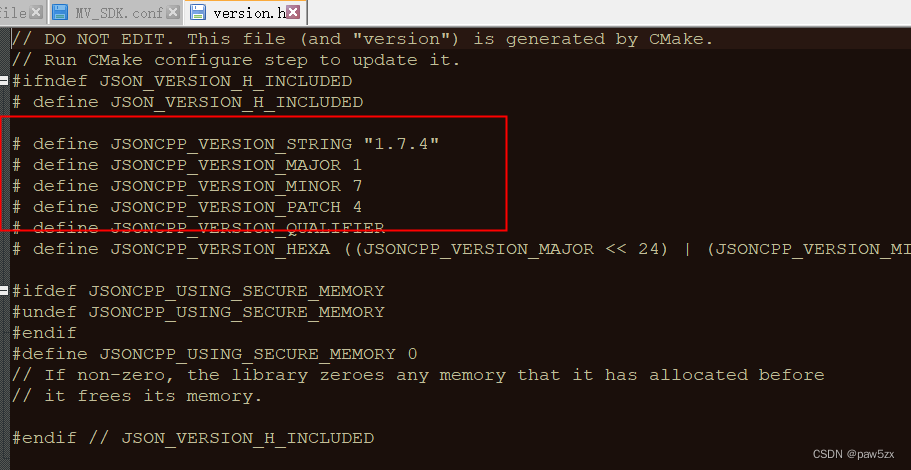 file MV_SDK.conf version.h
// DO NOT EDIT. This file (and "version") is generated by CMake.
// Run CMake configure step to update it.
#ifndef JSON_VERSION_H_INCLUDED
# define JSON_VERSION_H_INCLUDED
# define JSONCPP_VERSION_STRING "1.7.4"
# define JSONCPP_VERSION_MAJOR 1
# define JSONCPP_VERSION_MINOR 7
# define JSONCPP_VERSION_PATCH 4
# define JSONCPP_VERSION_QUALIFIER
# define JSONCPP_VERSION_HEXA ((JSONCPP_VERSION_MAJOR << 24) | (JSONCPP_VERSION_MI
#ifdef JSONCPP_USING_SECURE_MEMORY
#undef JSONCPP_USING_SECURE_MEMORY
#endif
#define JSONCPP_USING_SECURE_MEMORY 0
// If non-zero, the library zeroes any memory that it has allocated before
// it frees its memory.
#endif // JSON_VERSION_H_INCLUDED
CSDN @paw5zx